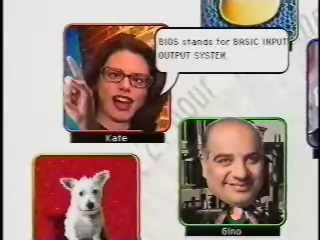 BIOS stands for BASIC INPUT
OUTPUT SYSTEM.
Kate
Gino